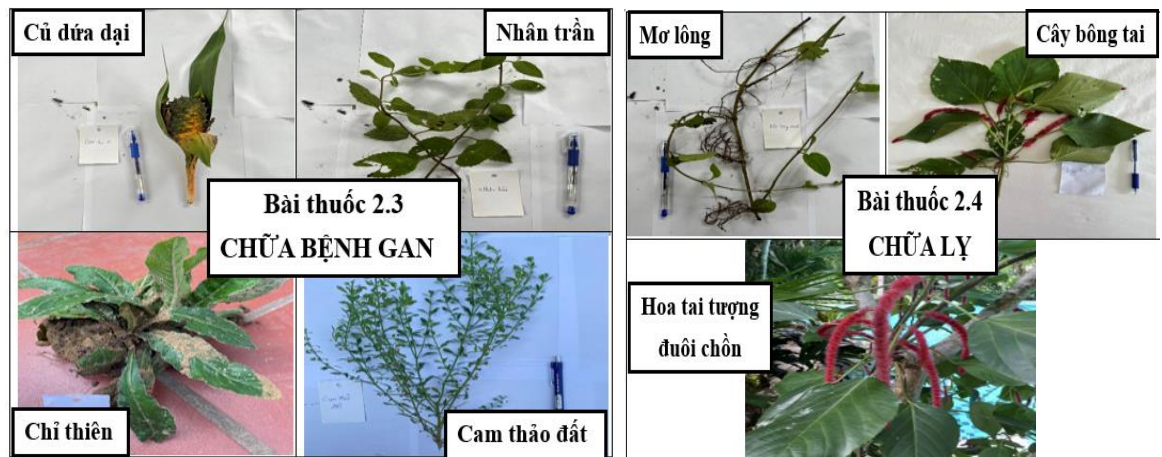 Củ dứa dại
Nhân trần
Bài thuốc 2.3
CHỮA BỆNH GAN
Chỉ thiên
Cam thảo đất
Mơ lông
Cây bông tai
Bài thuốc 2.4
CHỮA LỴ
Hoa tai tượng
đuôi chồn